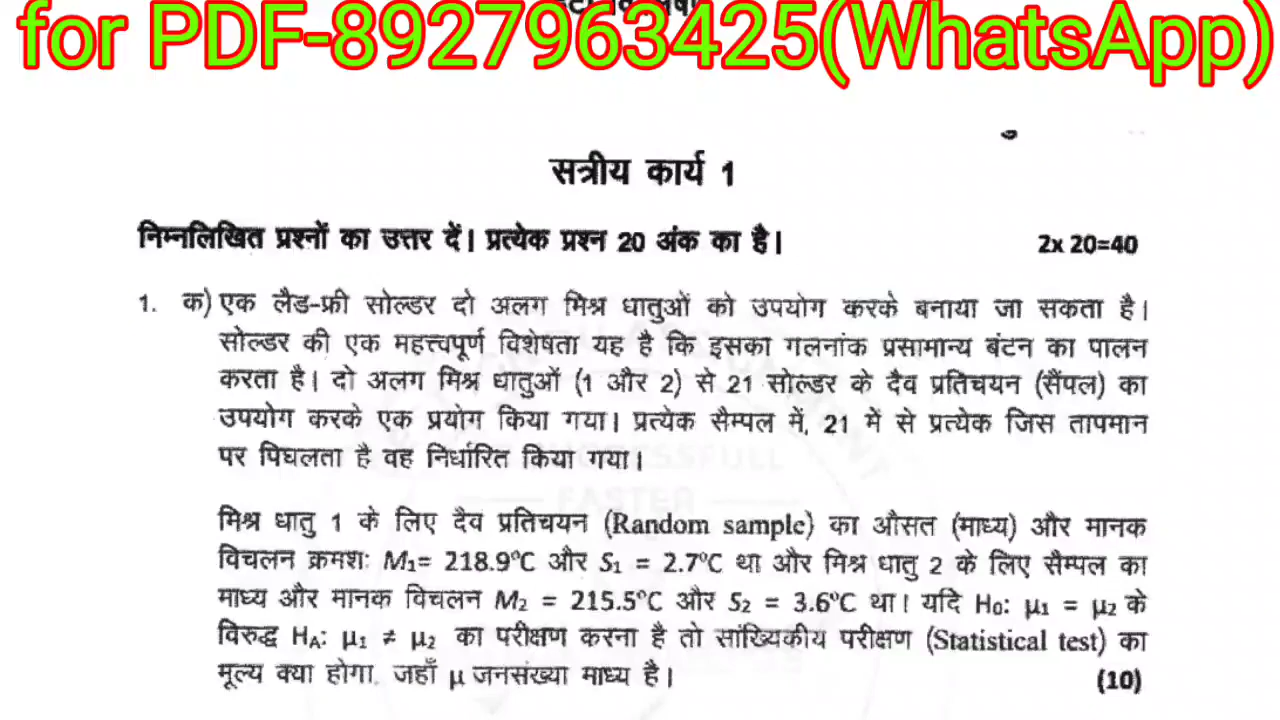 for PDF-8927963425(WhatsApp)
सत्रीय कार्य 1
निम्नलिखित प्रश्नों का उत्तर दें। प्रत्येक प्रश्न 20 अंक का है। 2x 20=40
1. क) एक लैड-फ्री सोल्डर दो अलग मिश्र धातुओं को उपयोग करके बनाया जा सकता है।
सोल्डर की एक महत्त्वपूर्ण विशेषता यह है कि इसका गलनांक प्रसामान्य बंटन का पालन
करता है। दो अलग मिश्र धातुओं (1 और 2) से 21 सोल्डर के दैव प्रतिचयन (सैंपल) का
उपयोग करके एक प्रयोग किया गया। प्रत्येक सैम्पल में, 21 में से प्रत्येक जिस तापमान
पर पिघलता है वह निर्धारित किया गया।
मिश्र धातु 1 के लिए दैव प्रतिचयन (Random sample) का औसत (माध्य) और मानक
विचलन क्रमशः M₁= 218.9⁰C और S₁ = 2.7⁰C था और मिश्र धातु 2 के लिए सैम्पल का
माध्य और मानक विचलन M₂ = 215.5⁰C और S₂ = 3.6⁰C था। यदि H₀: μ₁ = μ₂ के
विरुद्ध Hᴀ: μ₁ ≠ μ₂ का परीक्षण करना है तो सांख्यिकीय परीक्षण (Statistical test) का
मूल्य क्या होगा, जहाँ μ जनसंख्या माध्य है। (10)